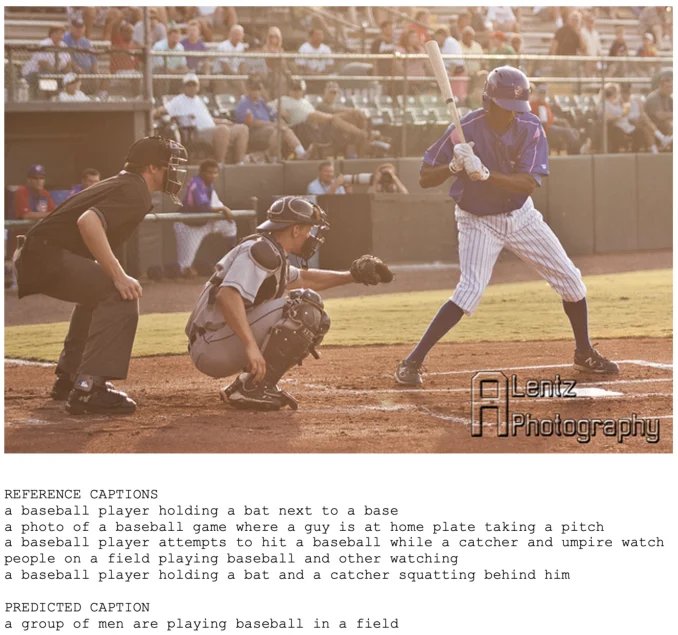 A Lentz
Photography
REFERENCE CAPTIONS
a baseball player holding a bat next to a base
a photo of a baseball game where a guy is at home plate taking a pitch
a baseball player attempts to hit a baseball while a catcher and umpire watch
people on a field playing baseball and other watching
a baseball player holding a bat and a catcher squatting behind him
PREDICTED CAPTION
a group of men are playing baseball in a field